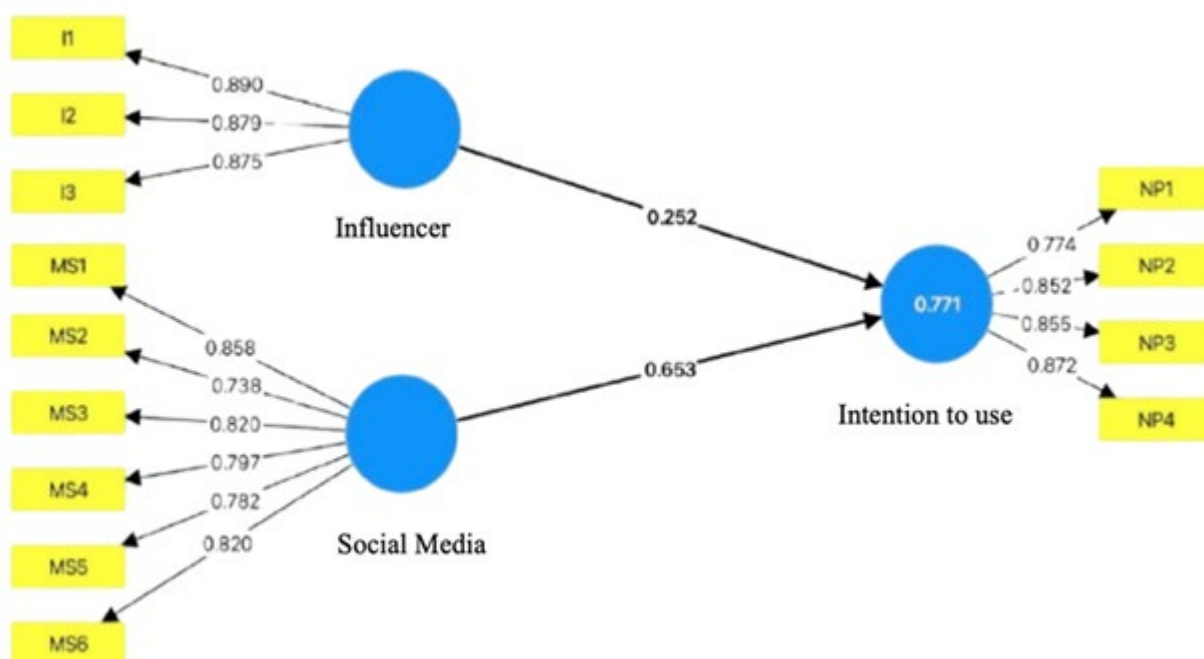 I1
0.890
I2
0.879
I3
0.875
Influencer
MS1
0.858
MS2
0.738
MS3
0.820
MS4
0.797
MS5
0.782
MS6
0.820
Social Media
0.252
0.653
0.771
Intention to use
NP1
0.774
NP2
0.852
NP3
0.855
NP4
0.872